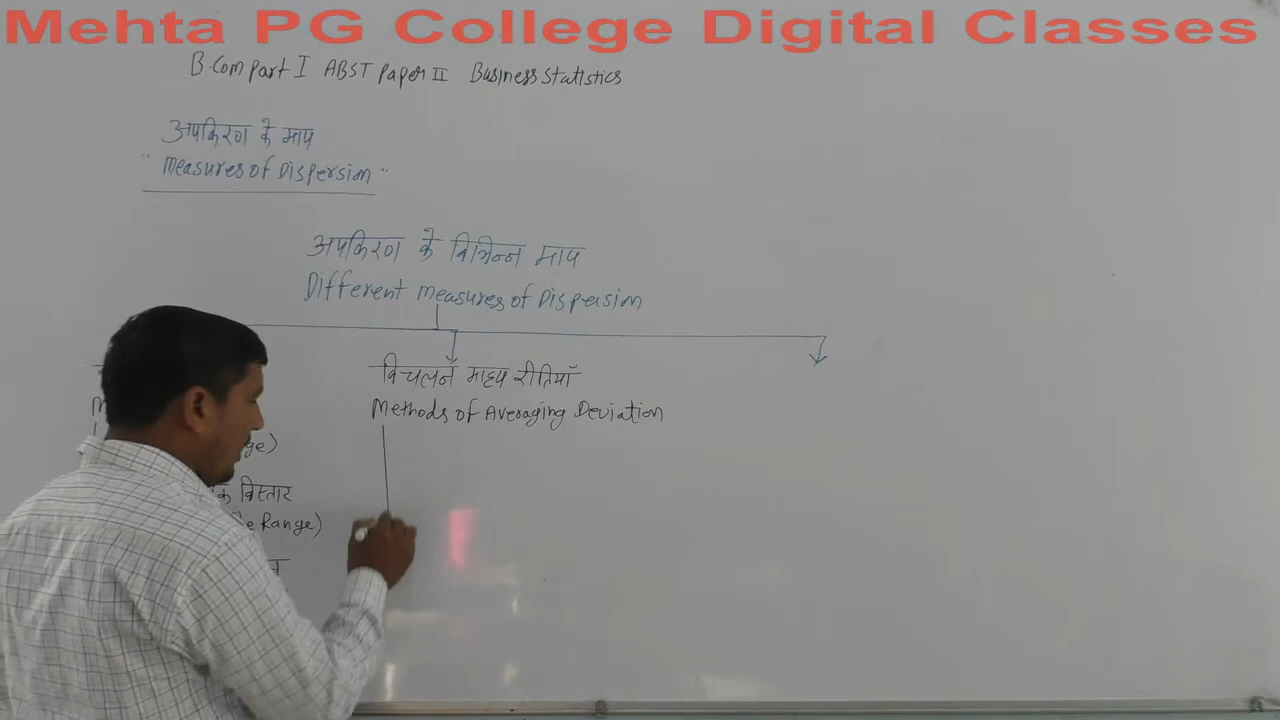 Mehta PG College Digital Classes
B.Com Part I ABST Paper II Business Statistics
अपकिरण के माप
"Measures of Dispersion"
अपकिरण के विभिन्न माप
Different Measures of Dispersion
विचलन माध्य रीतियाँ
Methods of Averaging Deviation
विस्तार
Range)